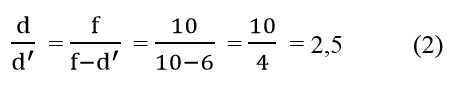 d/d′ = f/(f−d′) = 10/(10−6) = 10/4 = 2,5 (2)